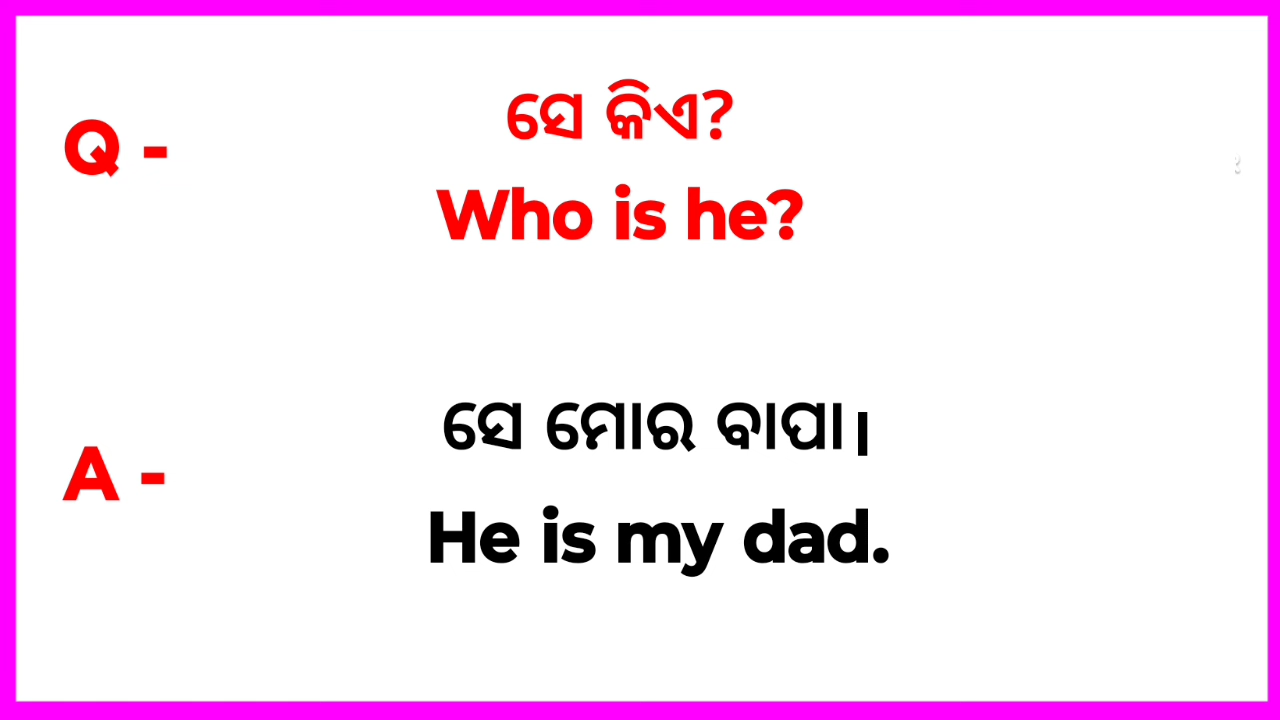 Q -
ସେ କିଏ?
Who is he?
A -
ସେ ମୋର ବାପା।
He is my dad.